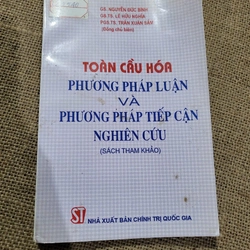 GS. NGUYỄN ĐỨC BÌNH
GS.TS. LÊ HỮU NGHĨA
PGS.TS. TRẦN XUÂN SẦM
(Đồng chủ biên)
TOÀN CẦU HÓA
PHƯƠNG PHÁP LUẬN
VÀ
PHƯƠNG PHÁP TIẾP CẬN
NGHIÊN CỨU
(SÁCH THAM KHẢO)
ST NHÀ XUẤT BẢN CHÍNH TRỊ QUỐC GIA